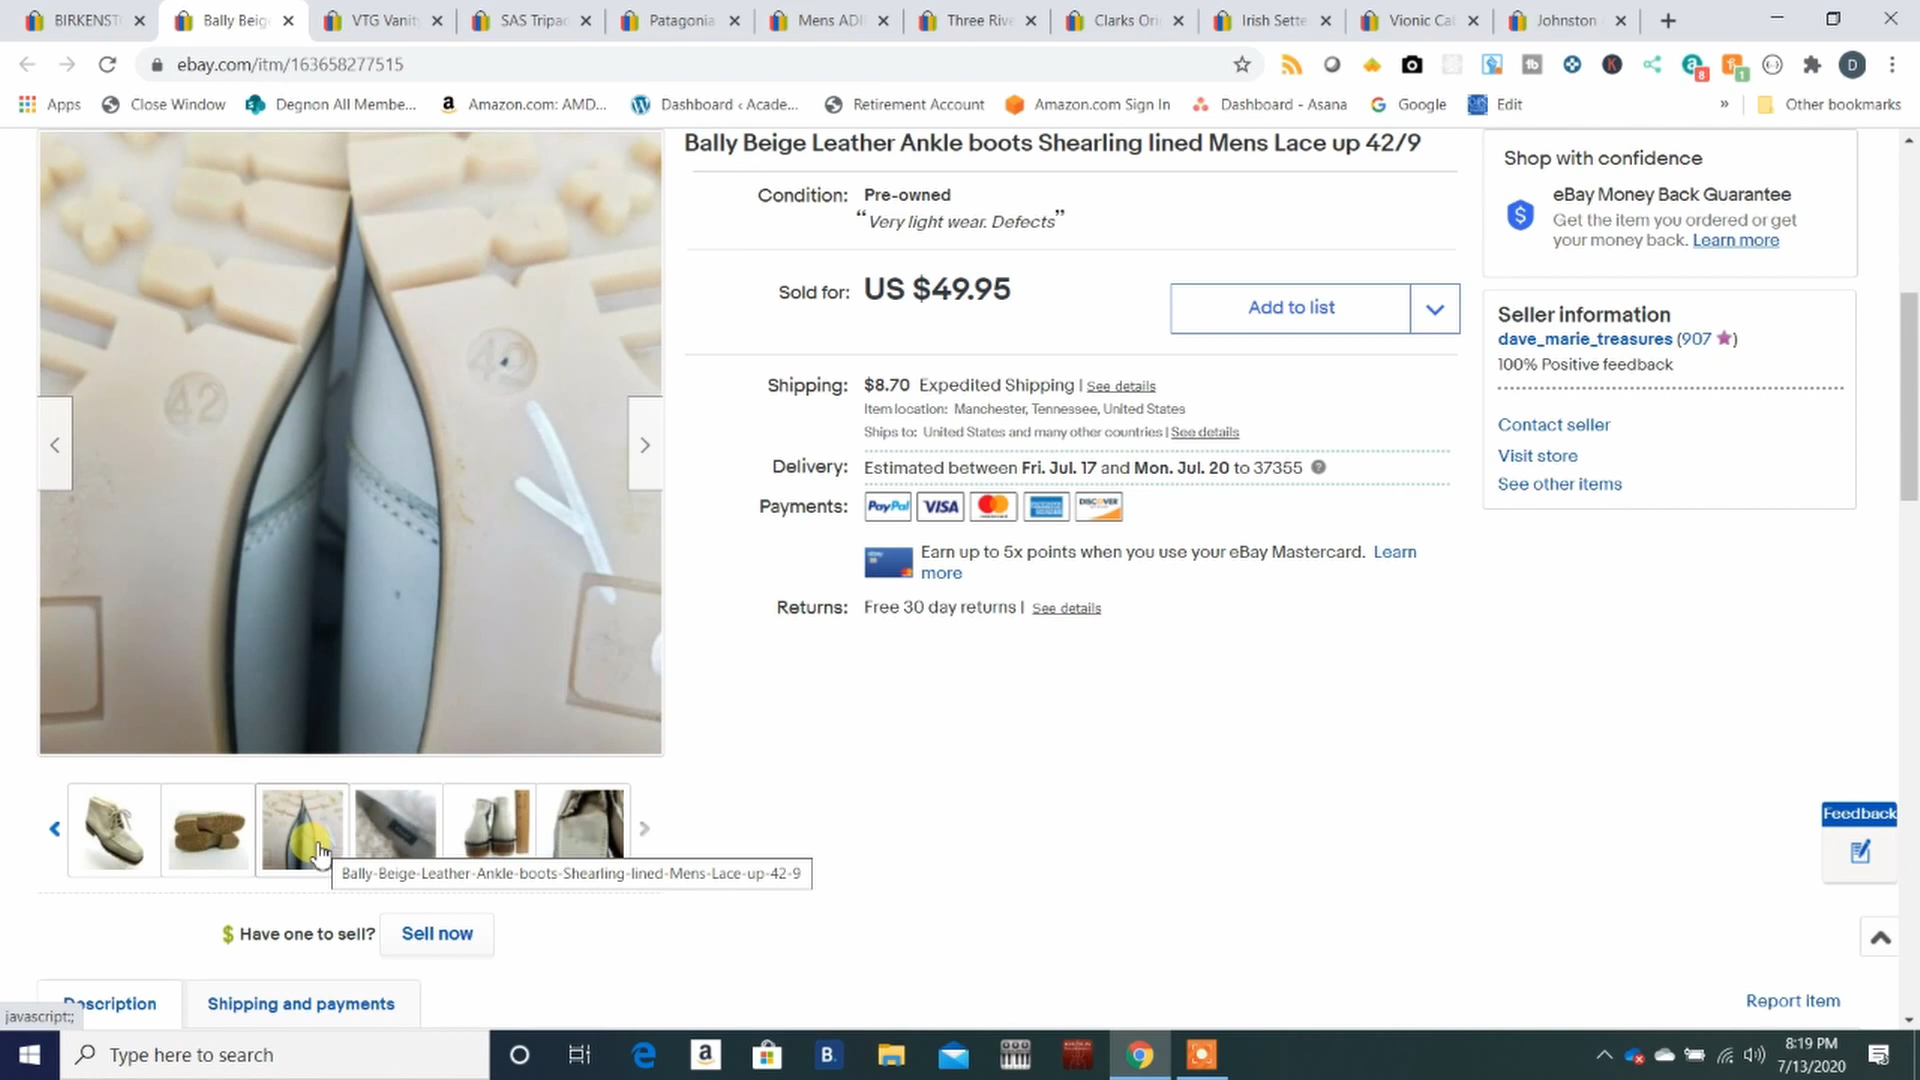 BIRKENST
Bally Beig
VTG Vanit
SAS Tripa
Patagonia
Mens ADI
Three Rive
Clarks Ori
Irish Sette
Vionic Ca
Johnston
ebay.com/itm/163658277515
Apps
Close Window
Degnon All Membe...
Amazon.com: AMD...
Dashboard ‹ Acade...
Retirement Account
Amazon.com Sign In
Dashboard - Asana
Google
Edit
»
Other bookmarks
Bally Beige Leather Ankle boots Shearling lined Mens Lace up 42/9
Condition: Pre-owned
“Very light wear. Defects”
Sold for: US $49.95
Add to list
Shipping: $8.70 Expedited Shipping | See details
Item location: Manchester, Tennessee, United States
Ships to: United States and many other countries | See details
Delivery: Estimated between Fri. Jul. 17 and Mon. Jul. 20 to 37355
Payments: PayPal VISA DISCOVER
Earn up to 5x points when you use your eBay Mastercard. Learn
more
Returns: Free 30 day returns | See details
Shop with confidence
eBay Money Back Guarantee
Get the item you ordered or get
your money back. Learn more
Seller information
dave_marie_treasures (907)
100% Positive feedback
Contact seller
Visit store
See other items
42
42
Bally-Beige-Leather-Ankle-boots-Shearling-lined-Mens-Lace-up-42-9
Feedback
$ Have one to sell? Sell now
Description
Shipping and payments
Report item
javascript:;
Type here to search
8:19 PM
7/13/2020